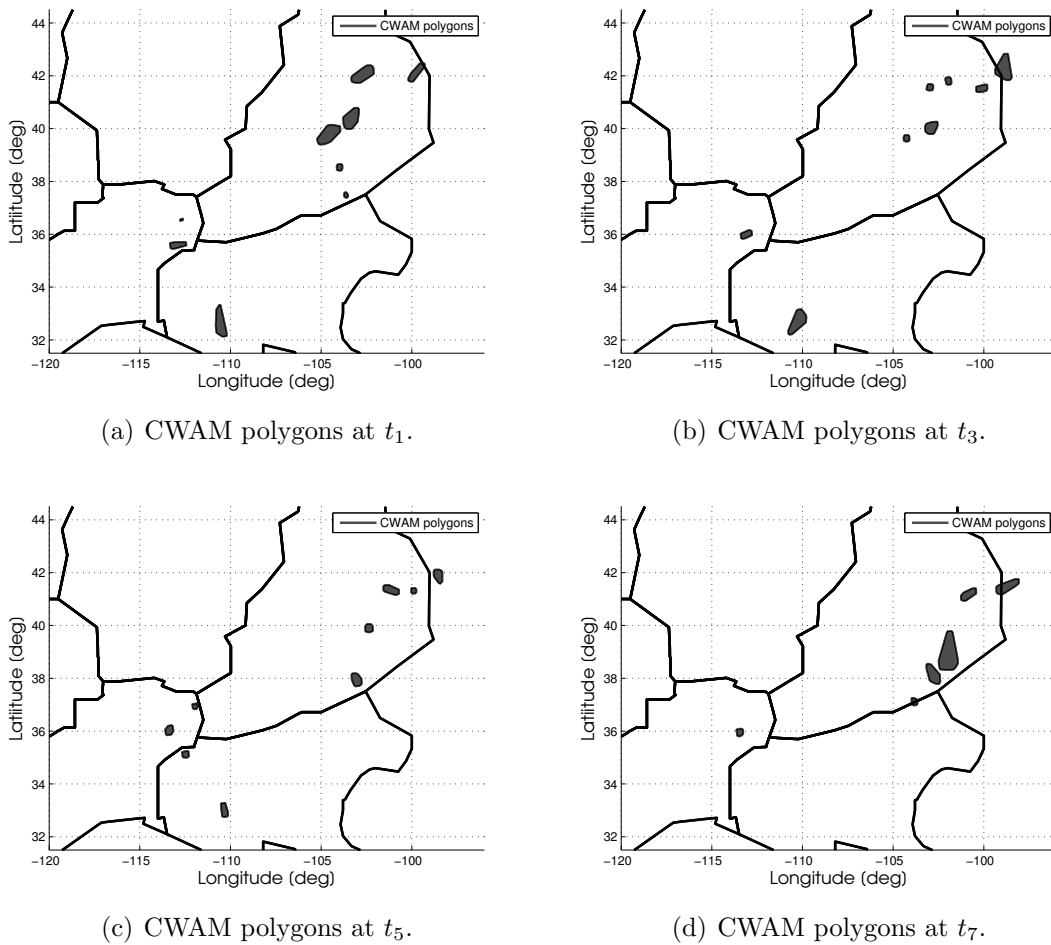 44
42
40
38
36
34
32
Latiitude (deg)
CWAM polygons
−120 −115 −110 −105 −100
Longitude (deg)
(a) CWAM polygons at t₁.
44
42
40
38
36
34
32
Latiitude (deg)
CWAM polygons
−120 −115 −110 −105 −100
Longitude (deg)
(b) CWAM polygons at t₃.
44
42
40
38
36
34
32
Latiitude (deg)
CWAM polygons
−120 −115 −110 −105 −100
Longitude (deg)
(c) CWAM polygons at t₅.
44
42
40
38
36
34
32
Latiitude (deg)
CWAM polygons
−120 −115 −110 −105 −100
Longitude (deg)
(d) CWAM polygons at t₇.